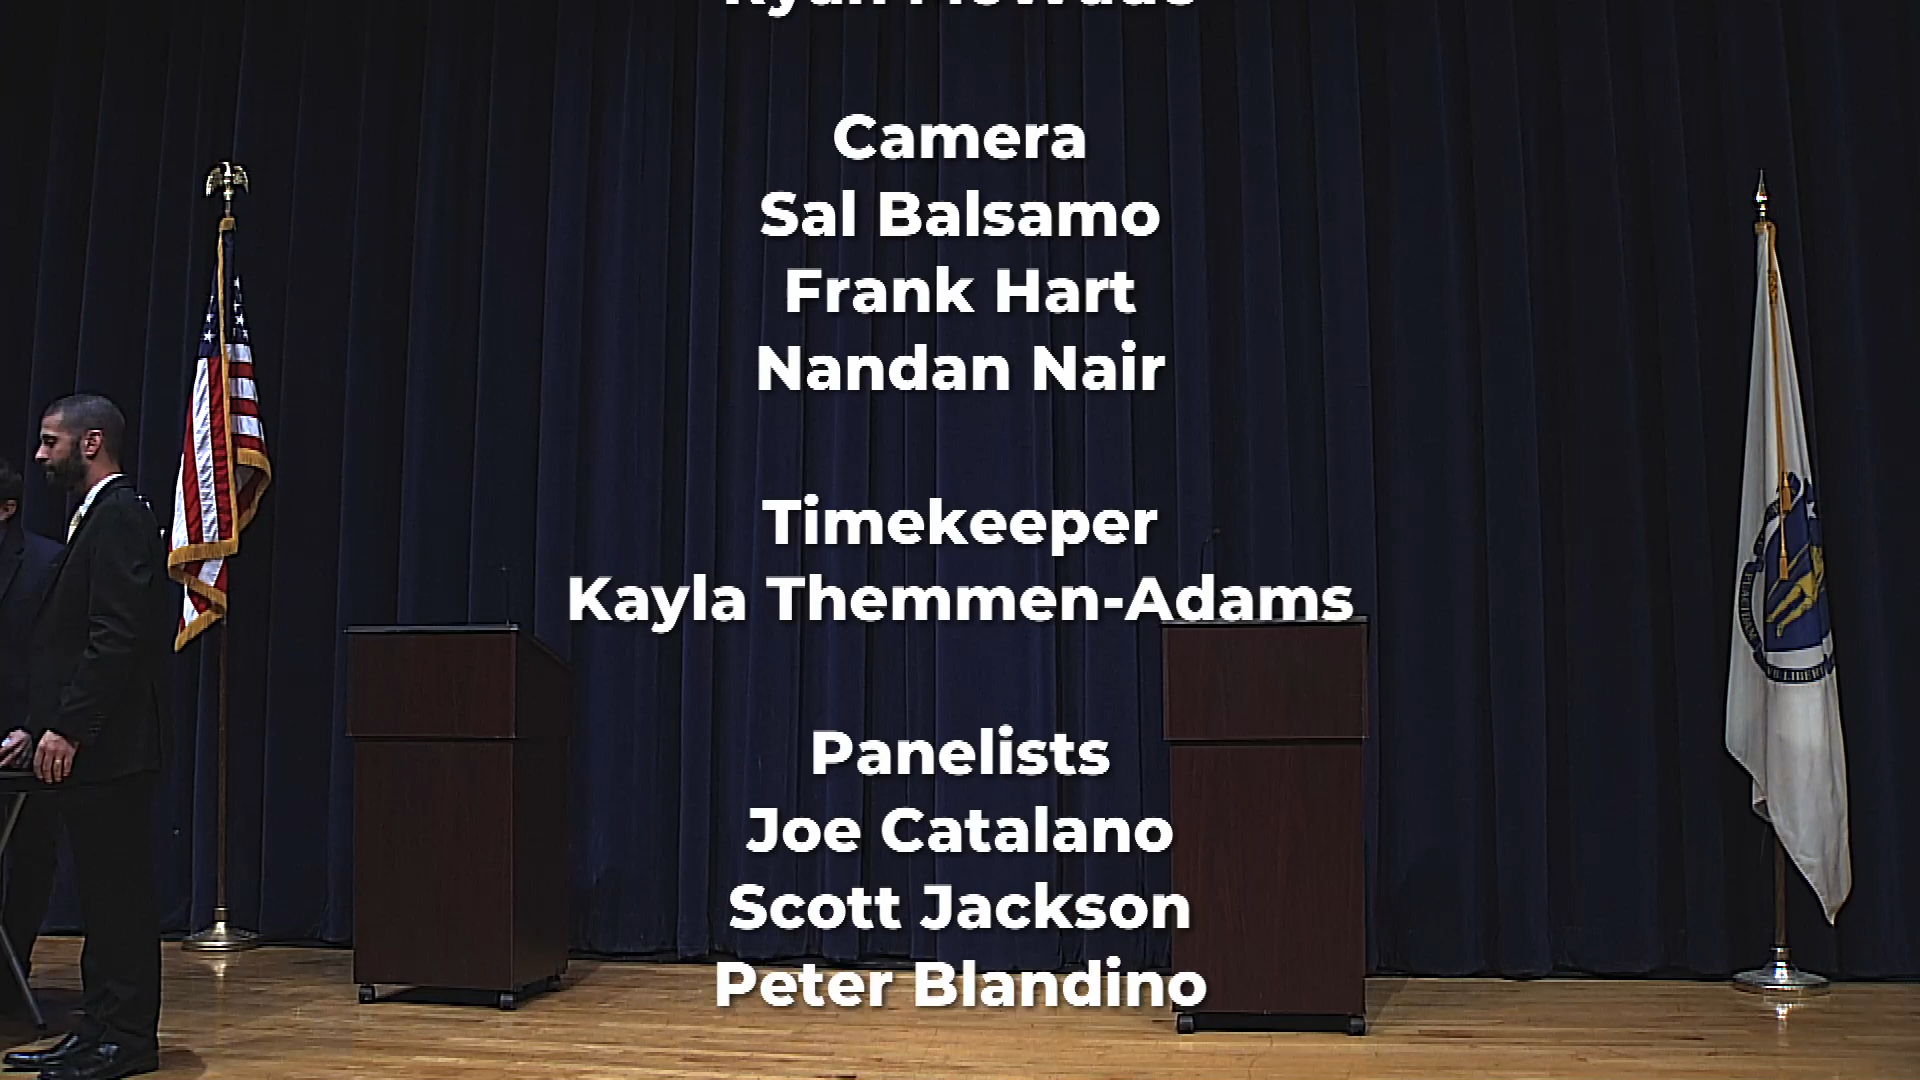 Camera
Sal Balsamo
Frank Hart
Nandan Nair
Timekeeper
Kayla Themmen-Adams
Panelists
Joe Catalano
Scott Jackson
Peter Blandino